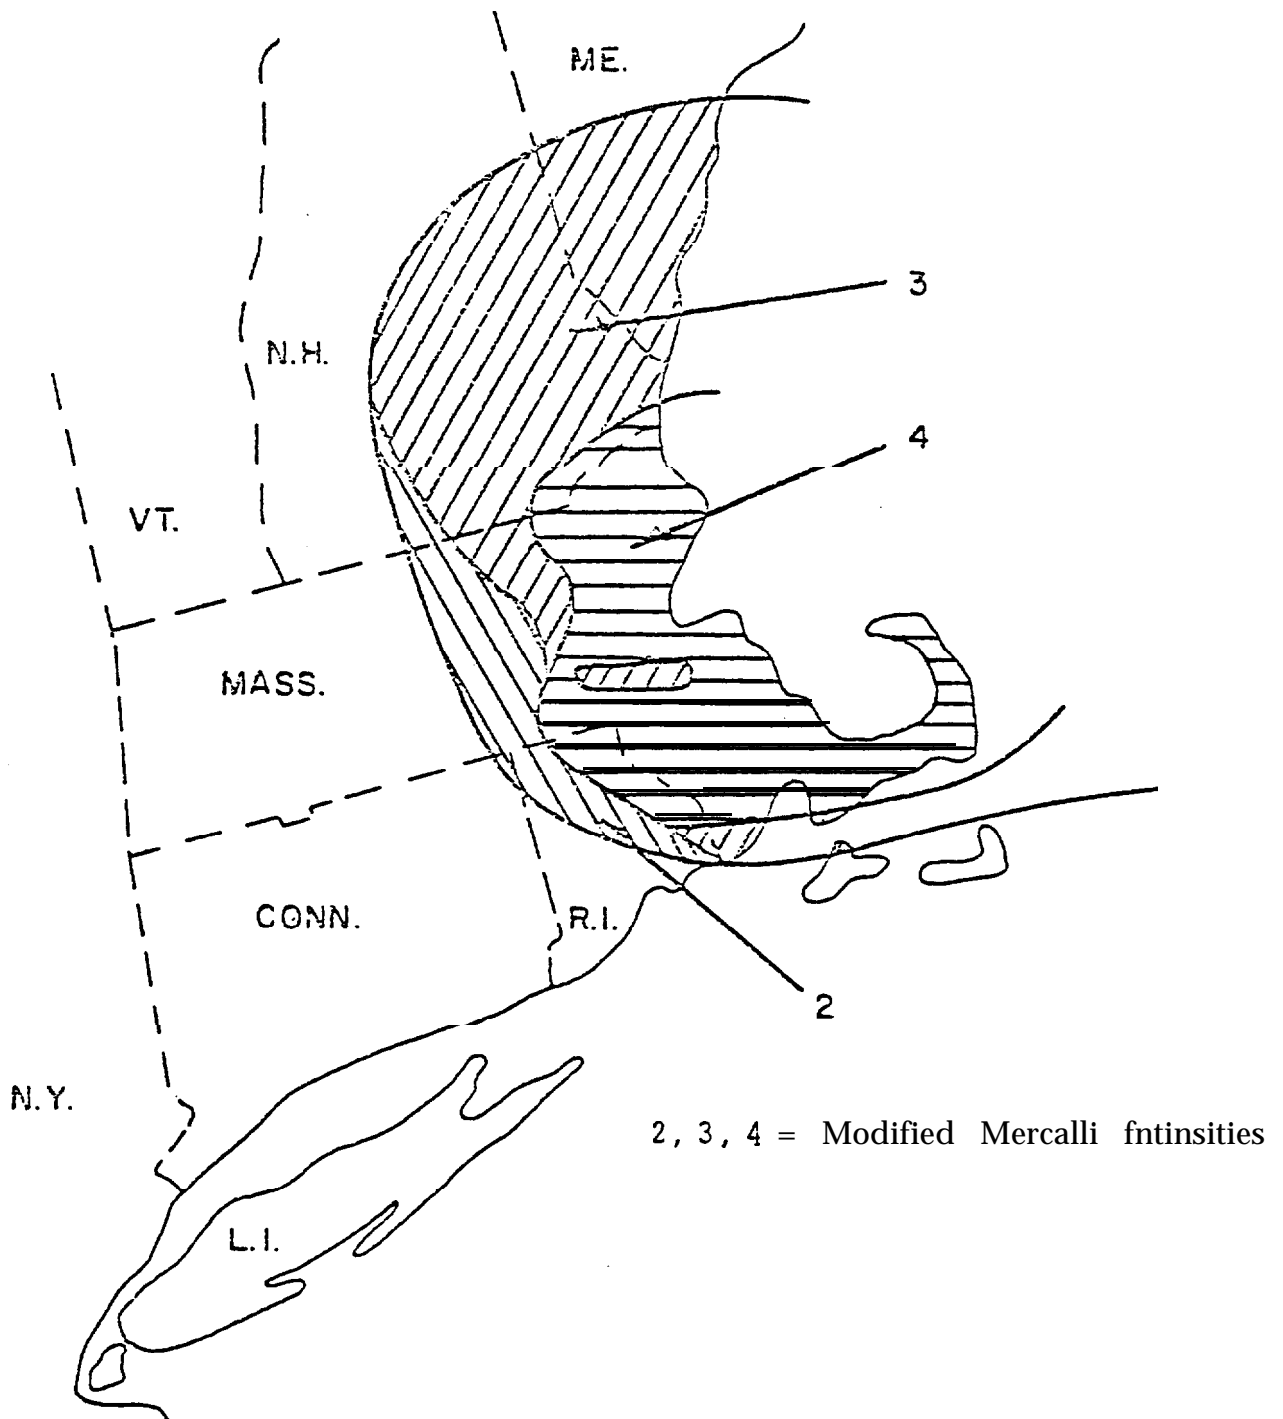 ME.
3
N.H.
4
VT.
MASS.
CONN.
R.I.
2
N.Y.
2, 3, 4 = Modified Mercalli fntinsities
L.I.